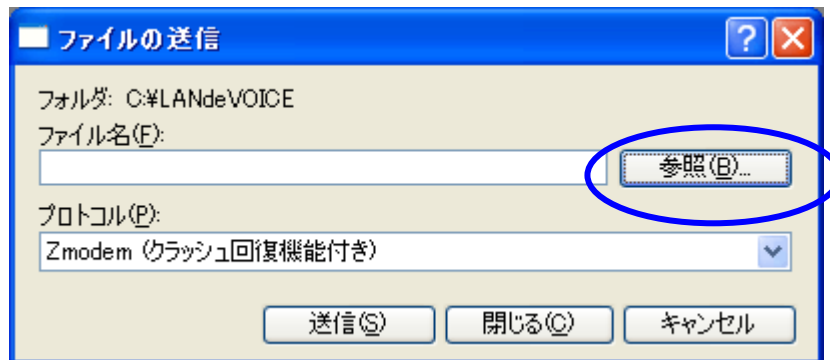 ファイルの送信
フォルダ: C:¥LANdeVOICE
ファイル名(F):
参照(B)...
プロトコル(P):
Zmodem (クラッシュ回復機能付き)
送信(S) 閉じる(C) キャンセル